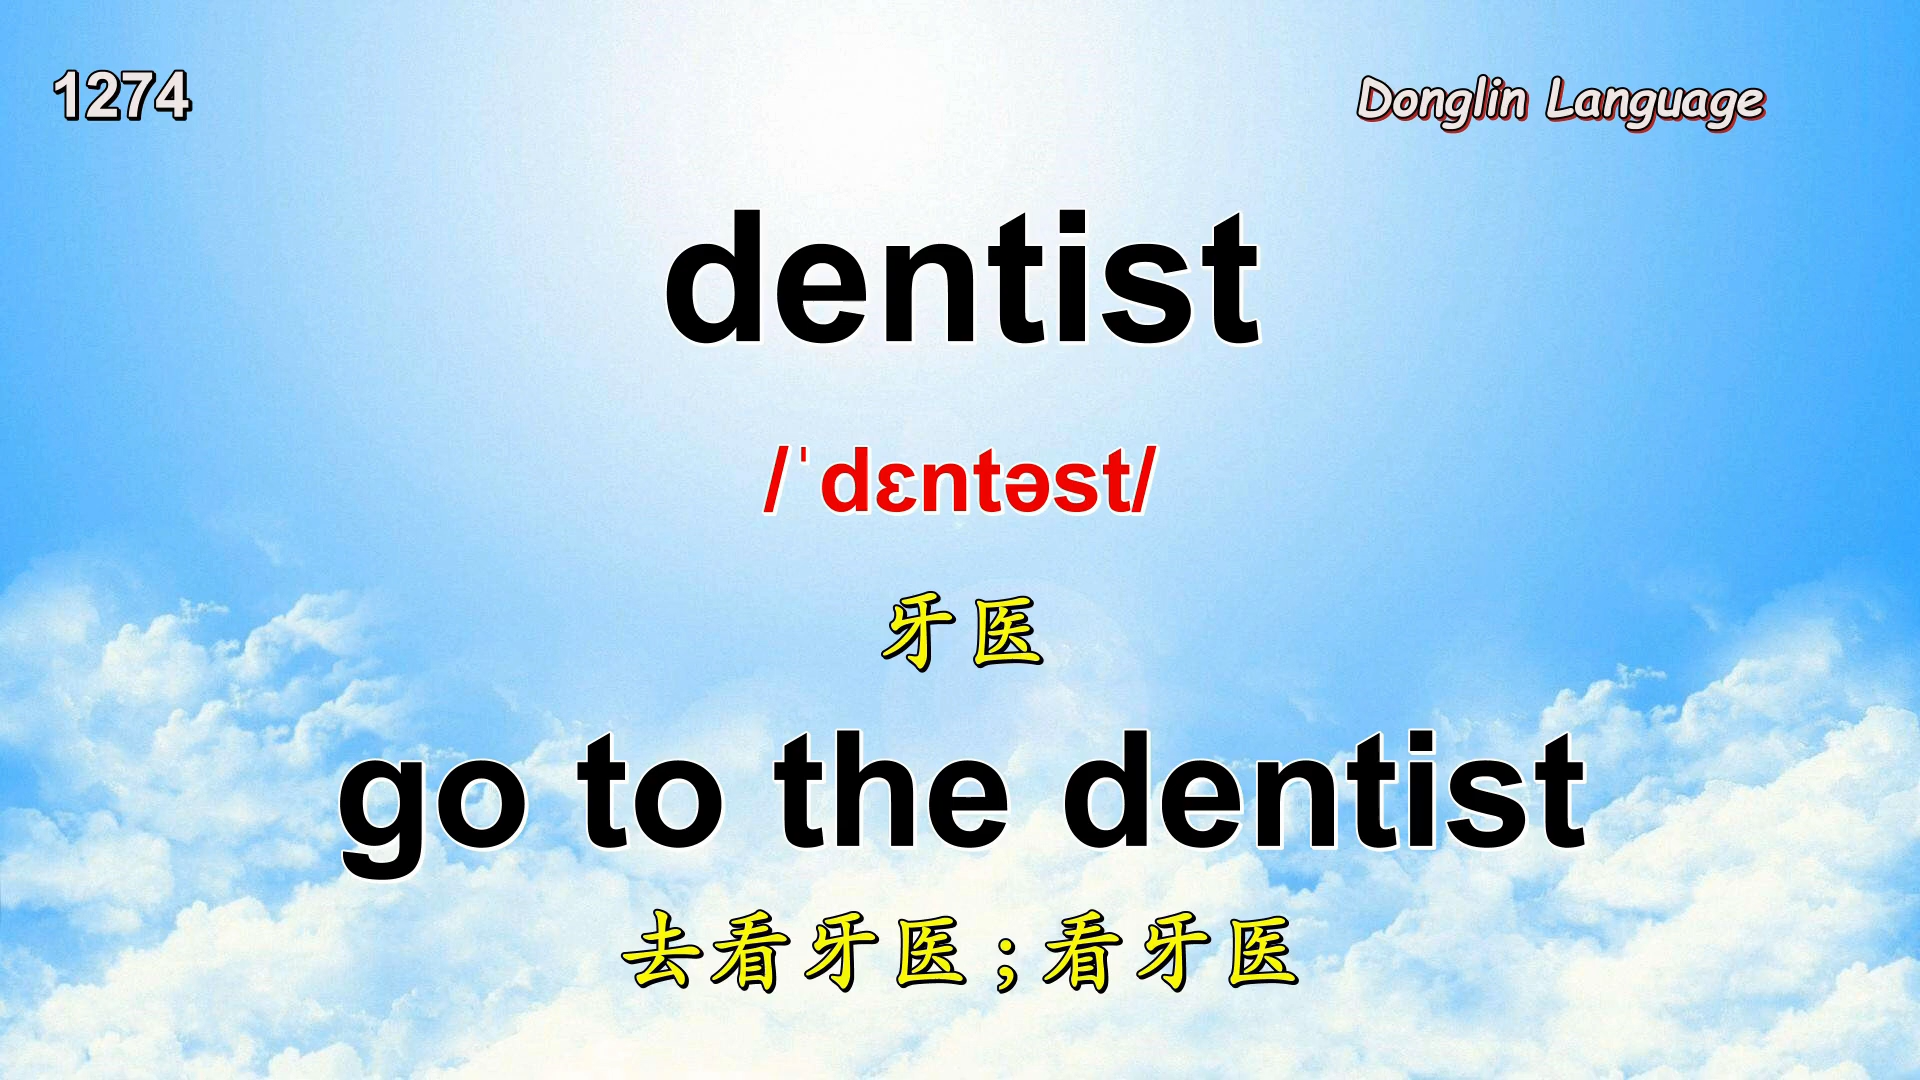 1274
Donglin Language
dentist
/ˈdɛntəst/
牙医
go to the dentist
去看牙医;看牙医